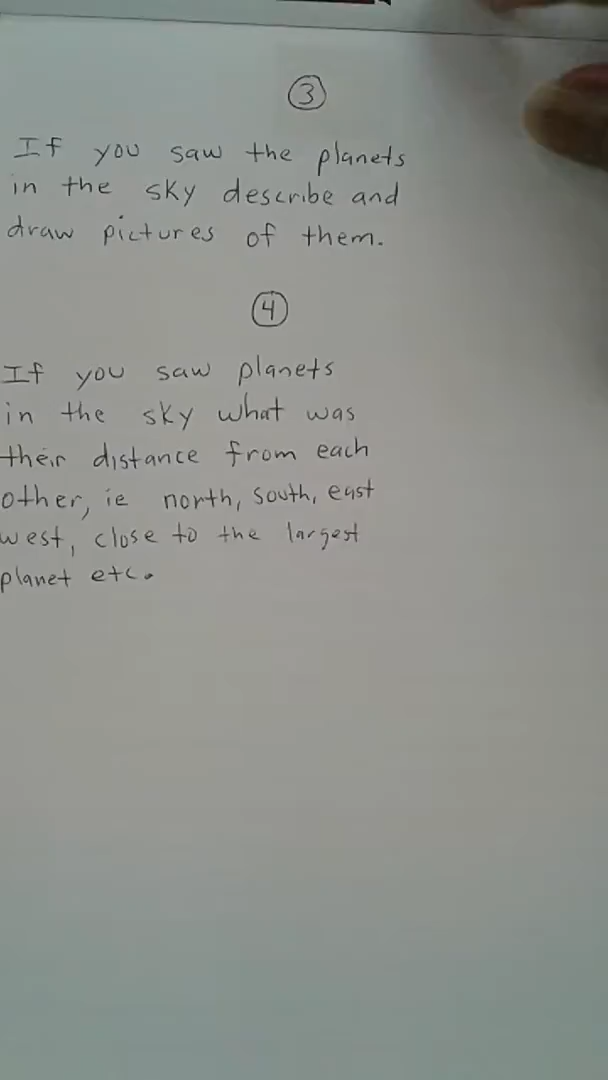 3
If you saw the planets
in the sky describe and
draw pictures of them.
4
If you saw planets
in the sky what was
their distance from each
other, ie north, south, east
west, close to the largest
planet etc.